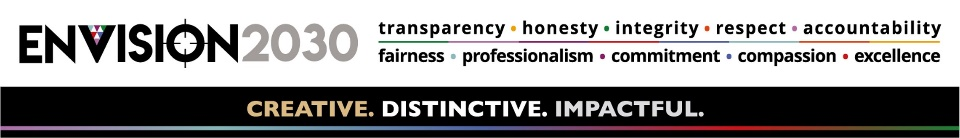 ENVISION2030
transparency • honesty • integrity • respect • accountability
fairness • professionalism • commitment • compassion • excellence
CREATIVE. DISTINCTIVE. IMPACTFUL.